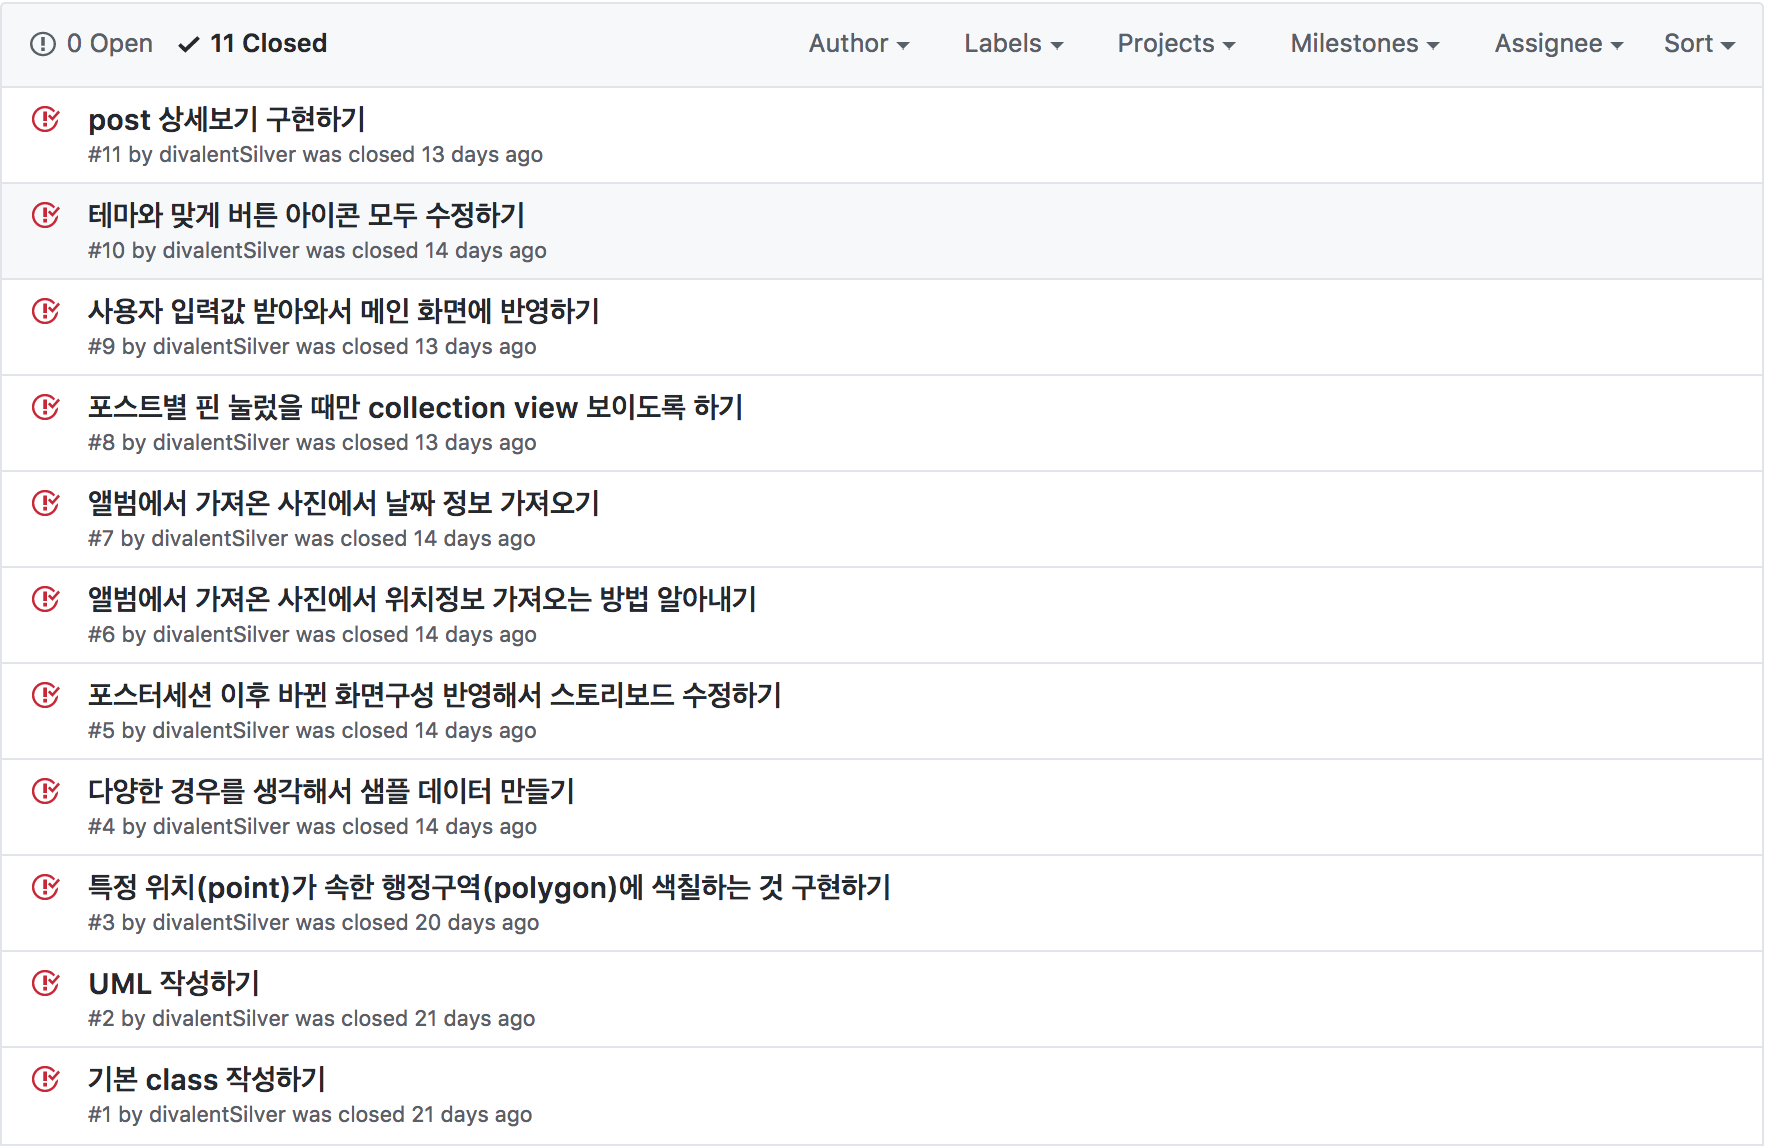 0 Open 11 Closed Author Labels Projects Milestones Assignee Sort
post 상세보기 구현하기
#11 by divalentSilver was closed 13 days ago
테마와 맞게 버튼 아이콘 모두 수정하기
#10 by divalentSilver was closed 14 days ago
사용자 입력값 받아와서 메인 화면에 반영하기
#9 by divalentSilver was closed 13 days ago
포스트별 핀 눌렀을 때만 collection view 보이도록 하기
#8 by divalentSilver was closed 13 days ago
앨범에서 가져온 사진에서 날짜 정보 가져오기
#7 by divalentSilver was closed 14 days ago
앨범에서 가져온 사진에서 위치정보 가져오는 방법 알아내기
#6 by divalentSilver was closed 14 days ago
포스터세션 이후 바뀐 화면구성 반영해서 스토리보드 수정하기
#5 by divalentSilver was closed 14 days ago
다양한 경우를 생각해서 샘플 데이터 만들기
#4 by divalentSilver was closed 14 days ago
특정 위치(point)가 속한 행정구역(polygon)에 색칠하는 것 구현하기
#3 by divalentSilver was closed 20 days ago
UML 작성하기
#2 by divalentSilver was closed 21 days ago
기본 class 작성하기
#1 by divalentSilver was closed 21 days ago